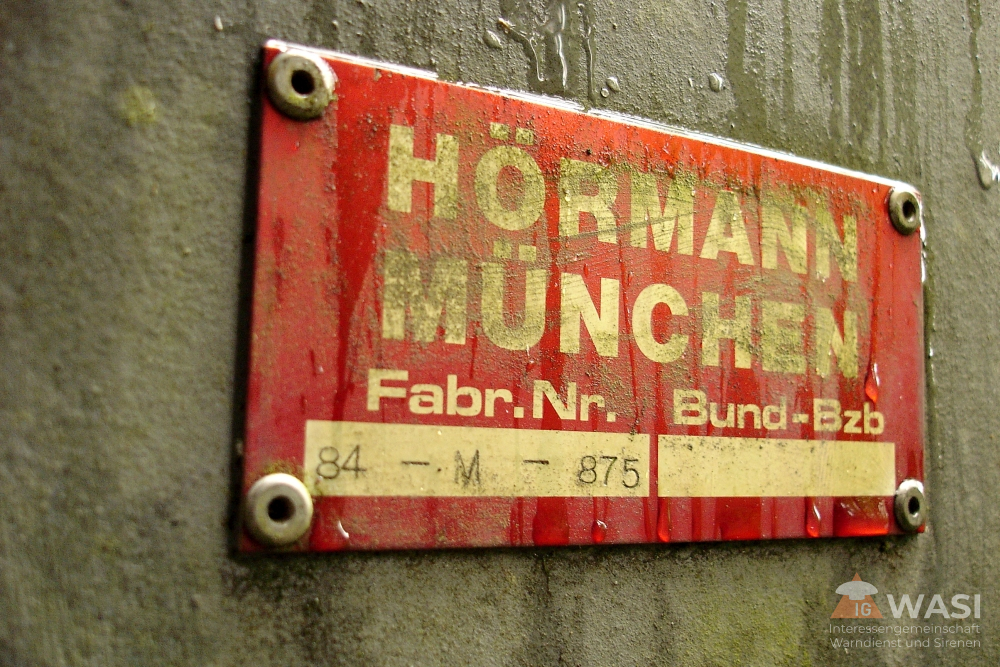 HÖRMANN
MÜNCHEN
Fabr.Nr. Bund-Bzb
84 - M - 875
IG WASI
Interessengemeinschaft
Warndienst und Sirenen